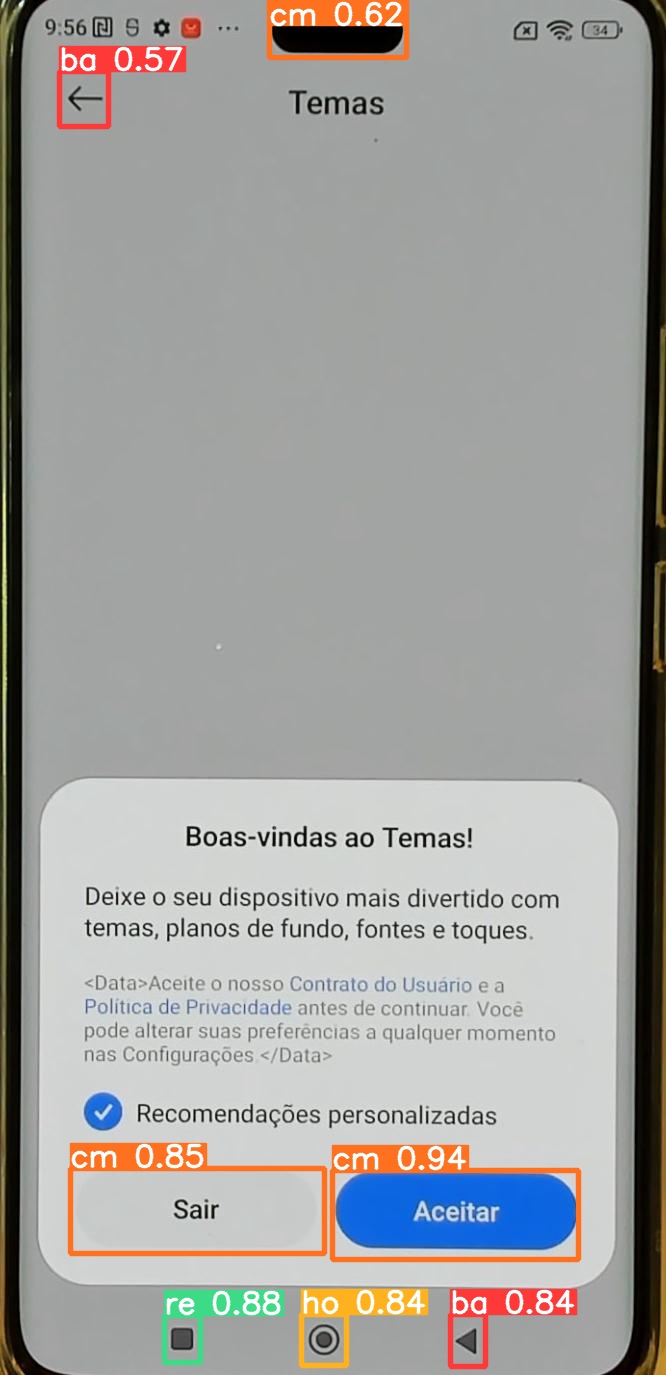 cm 0.62
9:56
34
ba 0.57
Temas
Boas-vindas ao Temas!
Deixe o seu dispositivo mais divertido com
temas, planos de fundo, fontes e toques.
<Data>Aceite o nosso Contrato do Usuário e a
Política de Privacidade antes de continuar. Você
pode alterar suas preferências a qualquer momento
nas Configurações.</Data>
Recomendações personalizadas
cm 0.85 cm 0.94
Sair Aceitar
re 0.88 ho 0.84 ba 0.84